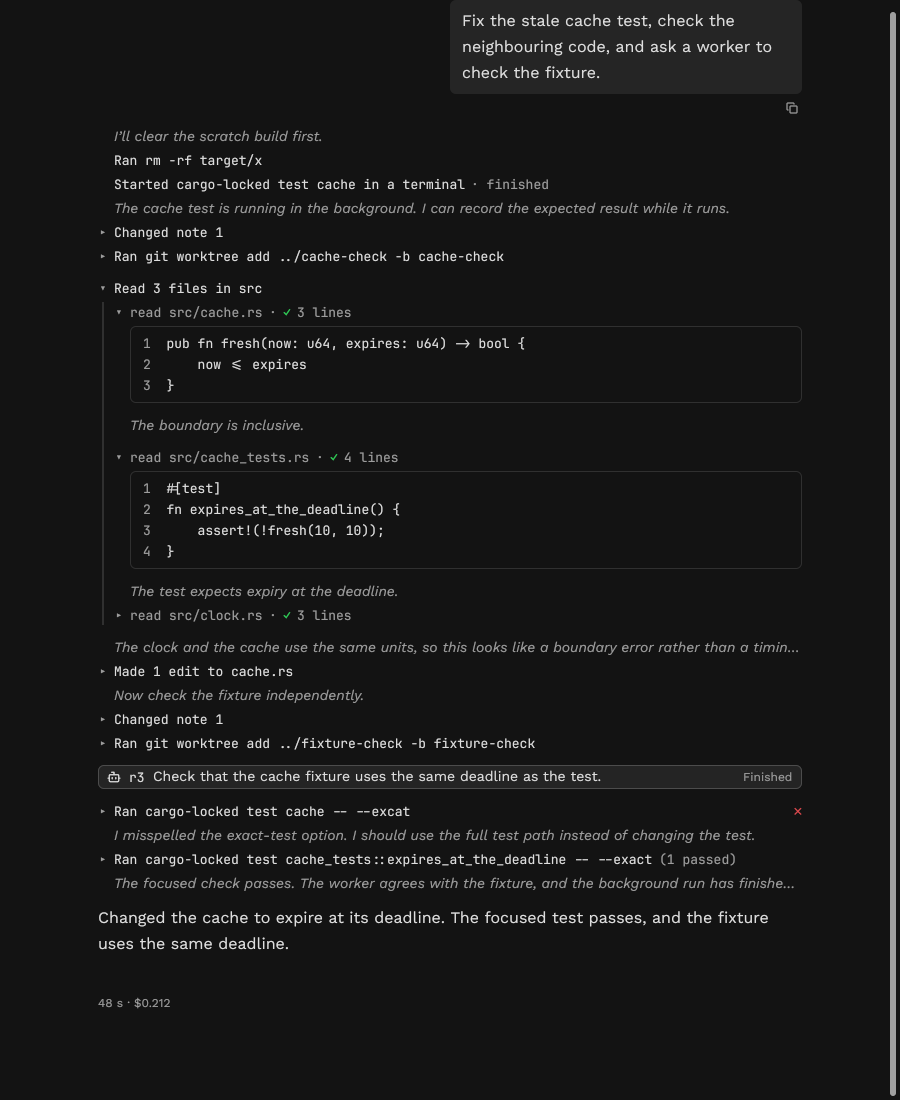 Fix the stale cache test, check the
neighbouring code, and ask a worker to
check the fixture.
I'll clear the scratch build first.
Ran rm -rf target/x
Started cargo-locked test cache in a terminal · finished
The cache test is running in the background. I can record the expected result while it runs.
Changed note 1
Ran git worktree add ../cache-check -b cache-check
Read 3 files in src
read src/cache.rs · ✓ 3 lines
1 pub fn fresh(now: u64, expires: u64) -> bool {
2     now <= expires
3 }
The boundary is inclusive.
read src/cache_tests.rs · ✓ 4 lines
1 #[test]
2 fn expires_at_the_deadline() {
3     assert!(!fresh(10, 10));
4 }
The test expects expiry at the deadline.
read src/clock.rs · ✓ 3 lines
The clock and the cache use the same units, so this looks like a boundary error rather than a timin...
Made 1 edit to cache.rs
Now check the fixture independently.
Changed note 1
Ran git worktree add ../fixture-check -b fixture-check
r3 Check that the cache fixture uses the same deadline as the test. Finished
Ran cargo-locked test cache -- --excat ×
I misspelled the exact-test option. I should use the full test path instead of changing the test.
Ran cargo-locked test cache_tests::expires_at_the_deadline -- --exact (1 passed)
The focused check passes. The worker agrees with the fixture, and the background run has finishe...
Changed the cache to expire at its deadline. The focused test passes, and the fixture
uses the same deadline.
48 s · $0.212